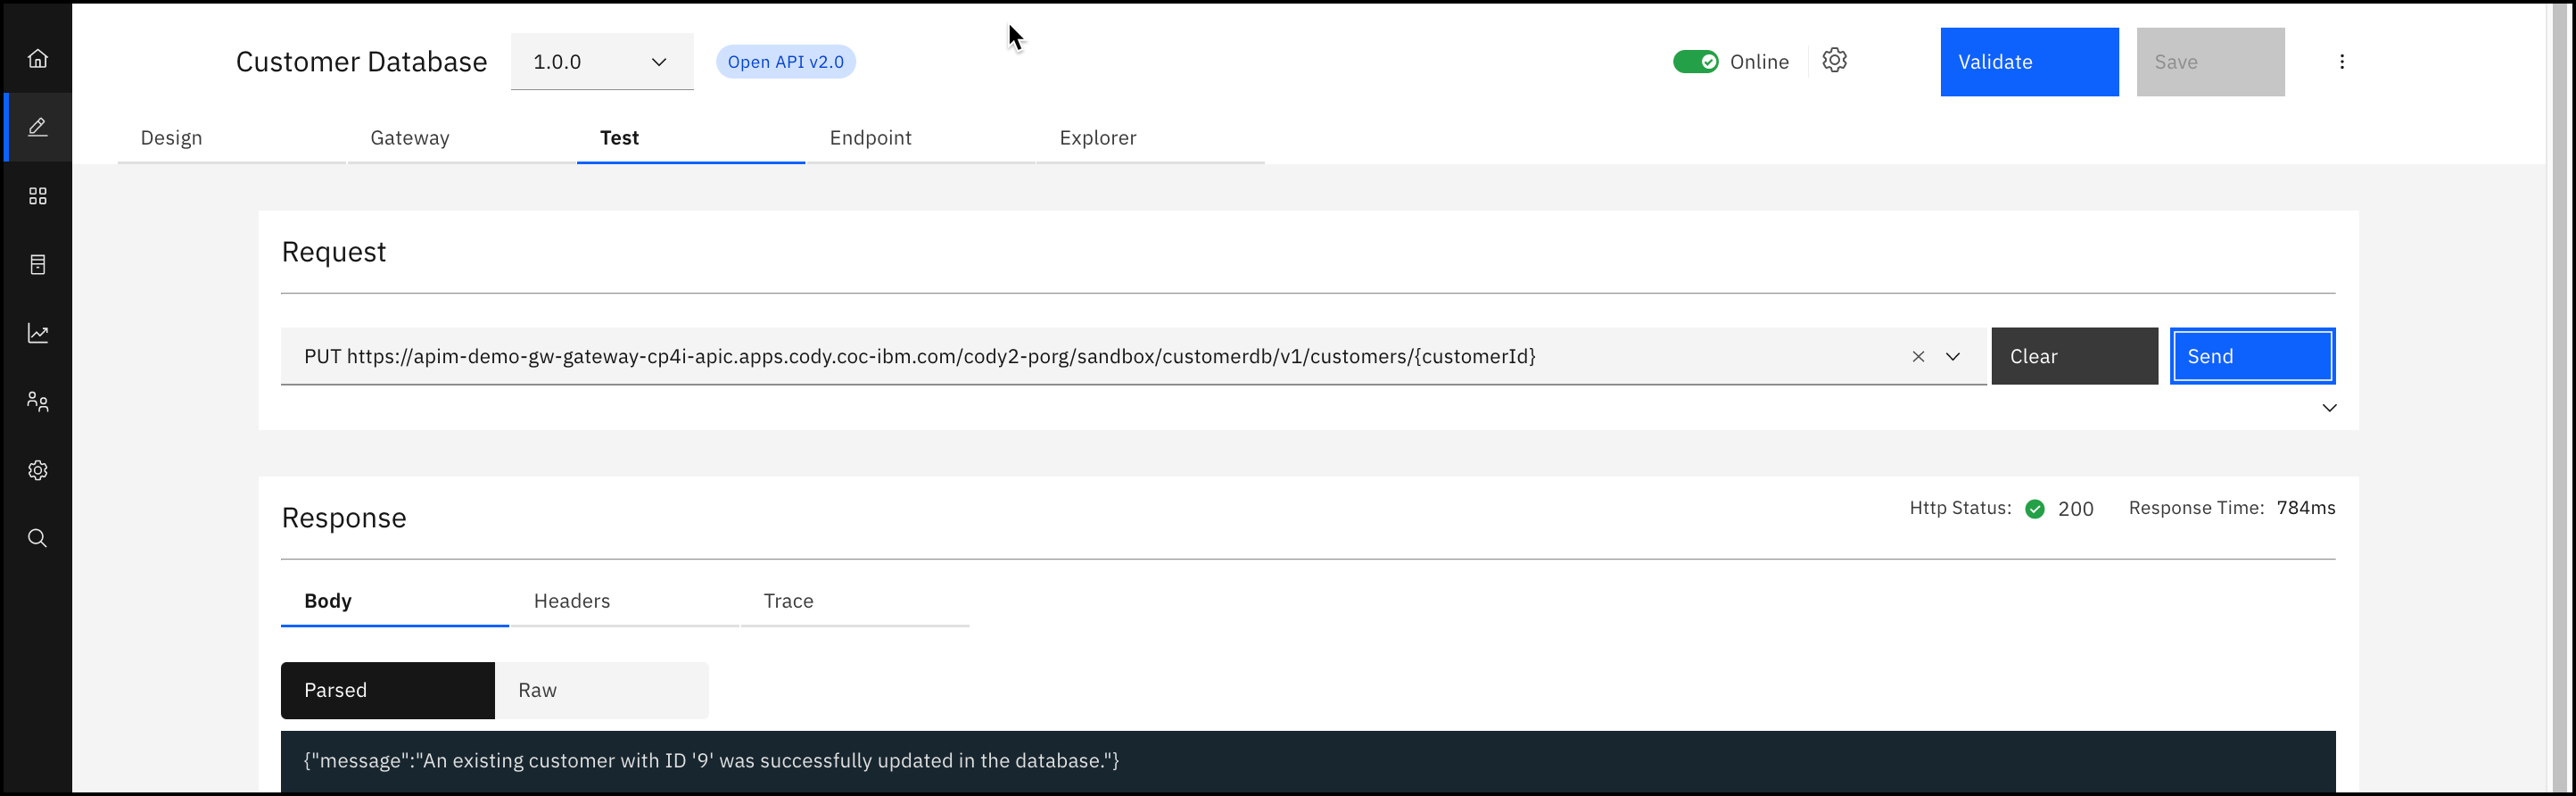 Customer Database
1.0.0
Open API v2.0
Online
Validate
Save
Design
Gateway
Test
Endpoint
Explorer
Request
PUT https://apim-demo-gw-gateway-cp4i-apic.apps.cody.coc-ibm.com/cody2-porg/sandbox/customerdb/v1/customers/{customerId}
Clear
Send
Response
Http Status: 200
Response Time: 784ms
Body
Headers
Trace
Parsed
Raw
{"message":"An existing customer with ID '9' was successfully updated in the database."}